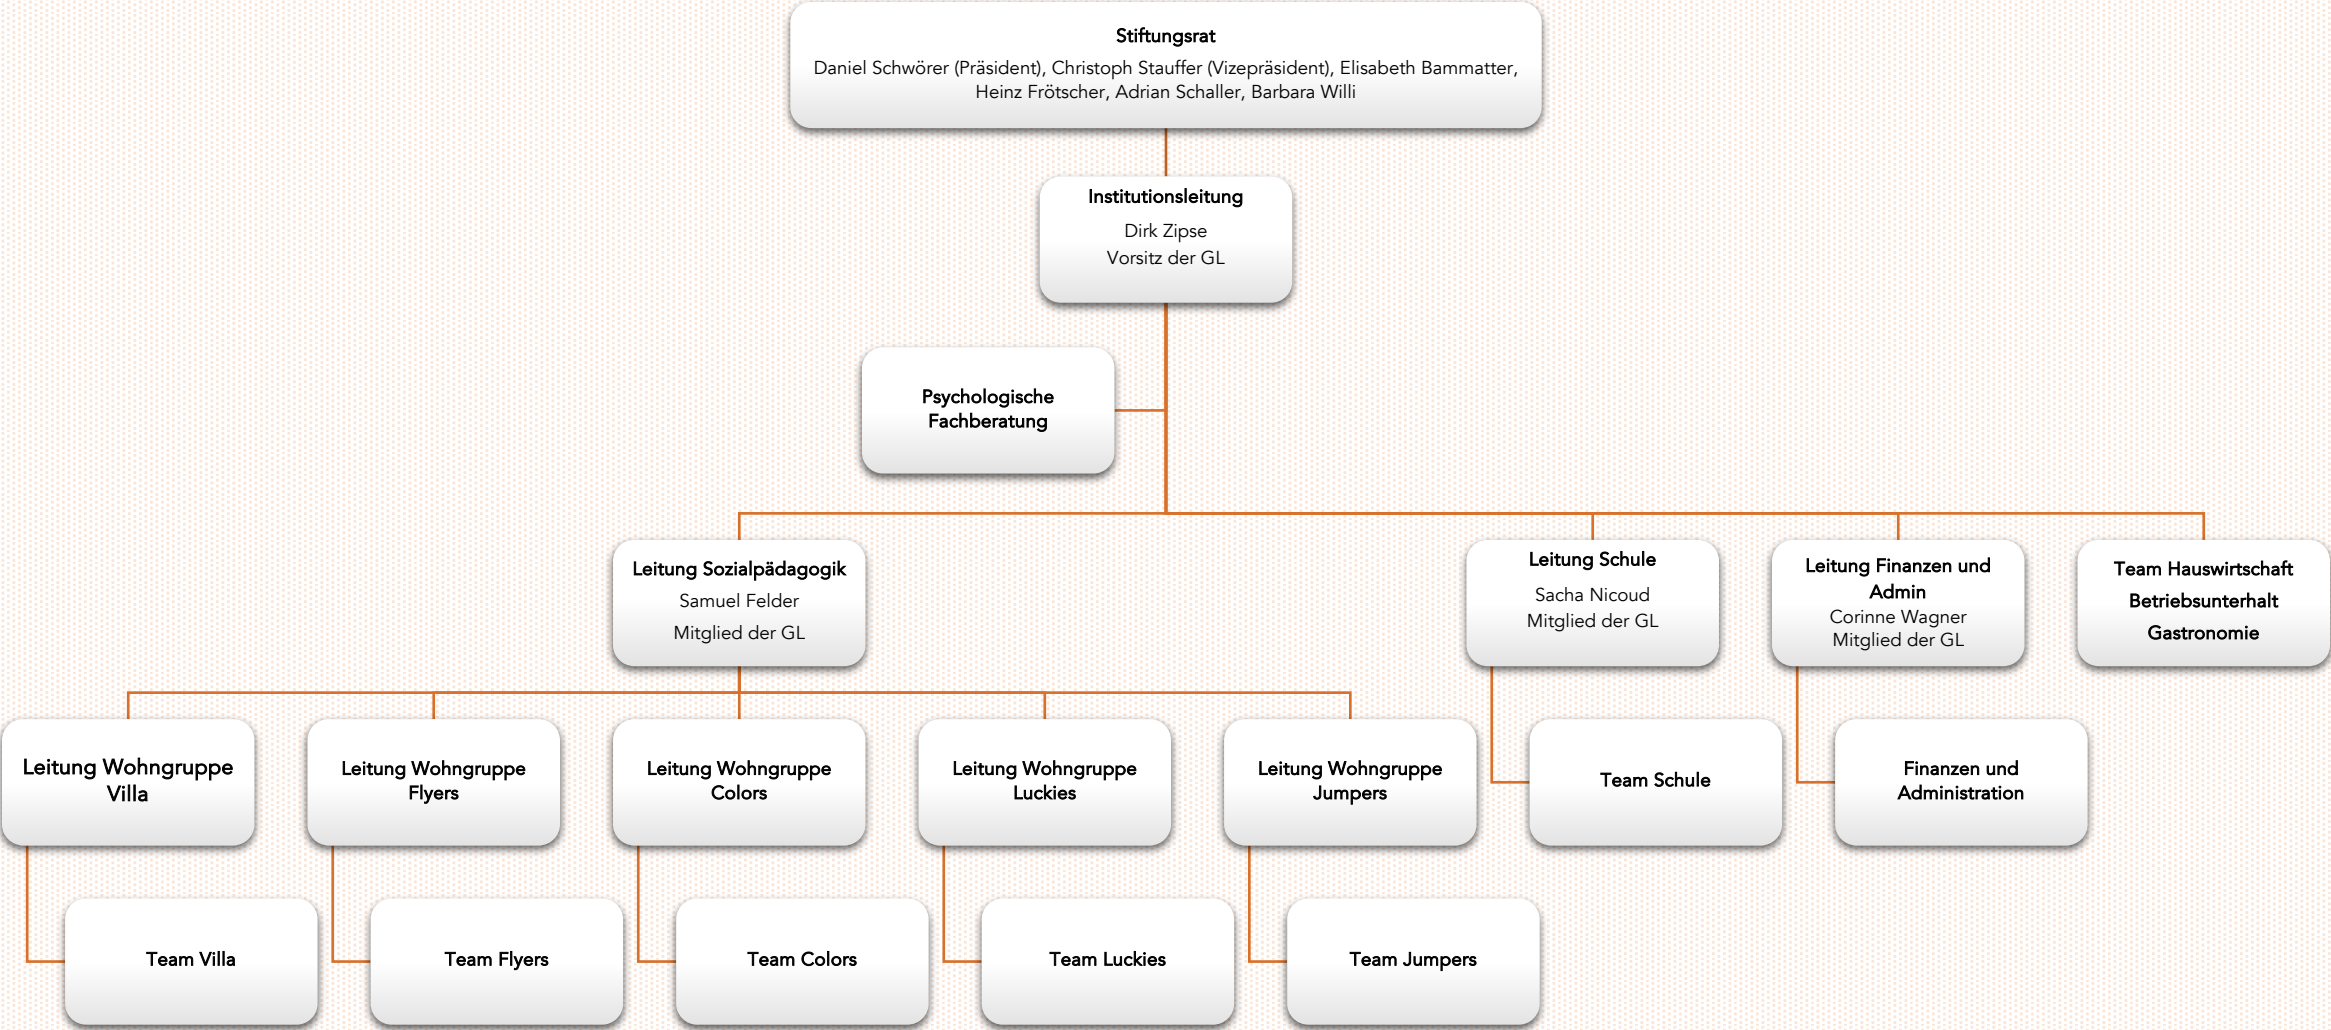 Stiftungsrat
Daniel Schwörer (Präsident), Christoph Stauffer (Vizepräsident), Elisabeth Bammatter,
Heinz Frötscher, Adrian Schaller, Barbara Willi
Institutionsleitung
Dirk Zipse
Vorsitz der GL
Psychologische
Fachberatung
Leitung Sozialpädagogik
Samuel Felder
Mitglied der GL
Leitung Schule
Sacha Nicoud
Mitglied der GL
Leitung Finanzen und
Admin
Corinne Wagner
Mitglied der GL
Team Hauswirtschaft
Betriebsunterhalt
Gastronomie
Leitung Wohngruppe
Villa
Leitung Wohngruppe
Flyers
Leitung Wohngruppe
Colors
Leitung Wohngruppe
Luckies
Leitung Wohngruppe
Jumpers
Team Schule
Finanzen und
Administration
Team Villa
Team Flyers
Team Colors
Team Luckies
Team Jumpers